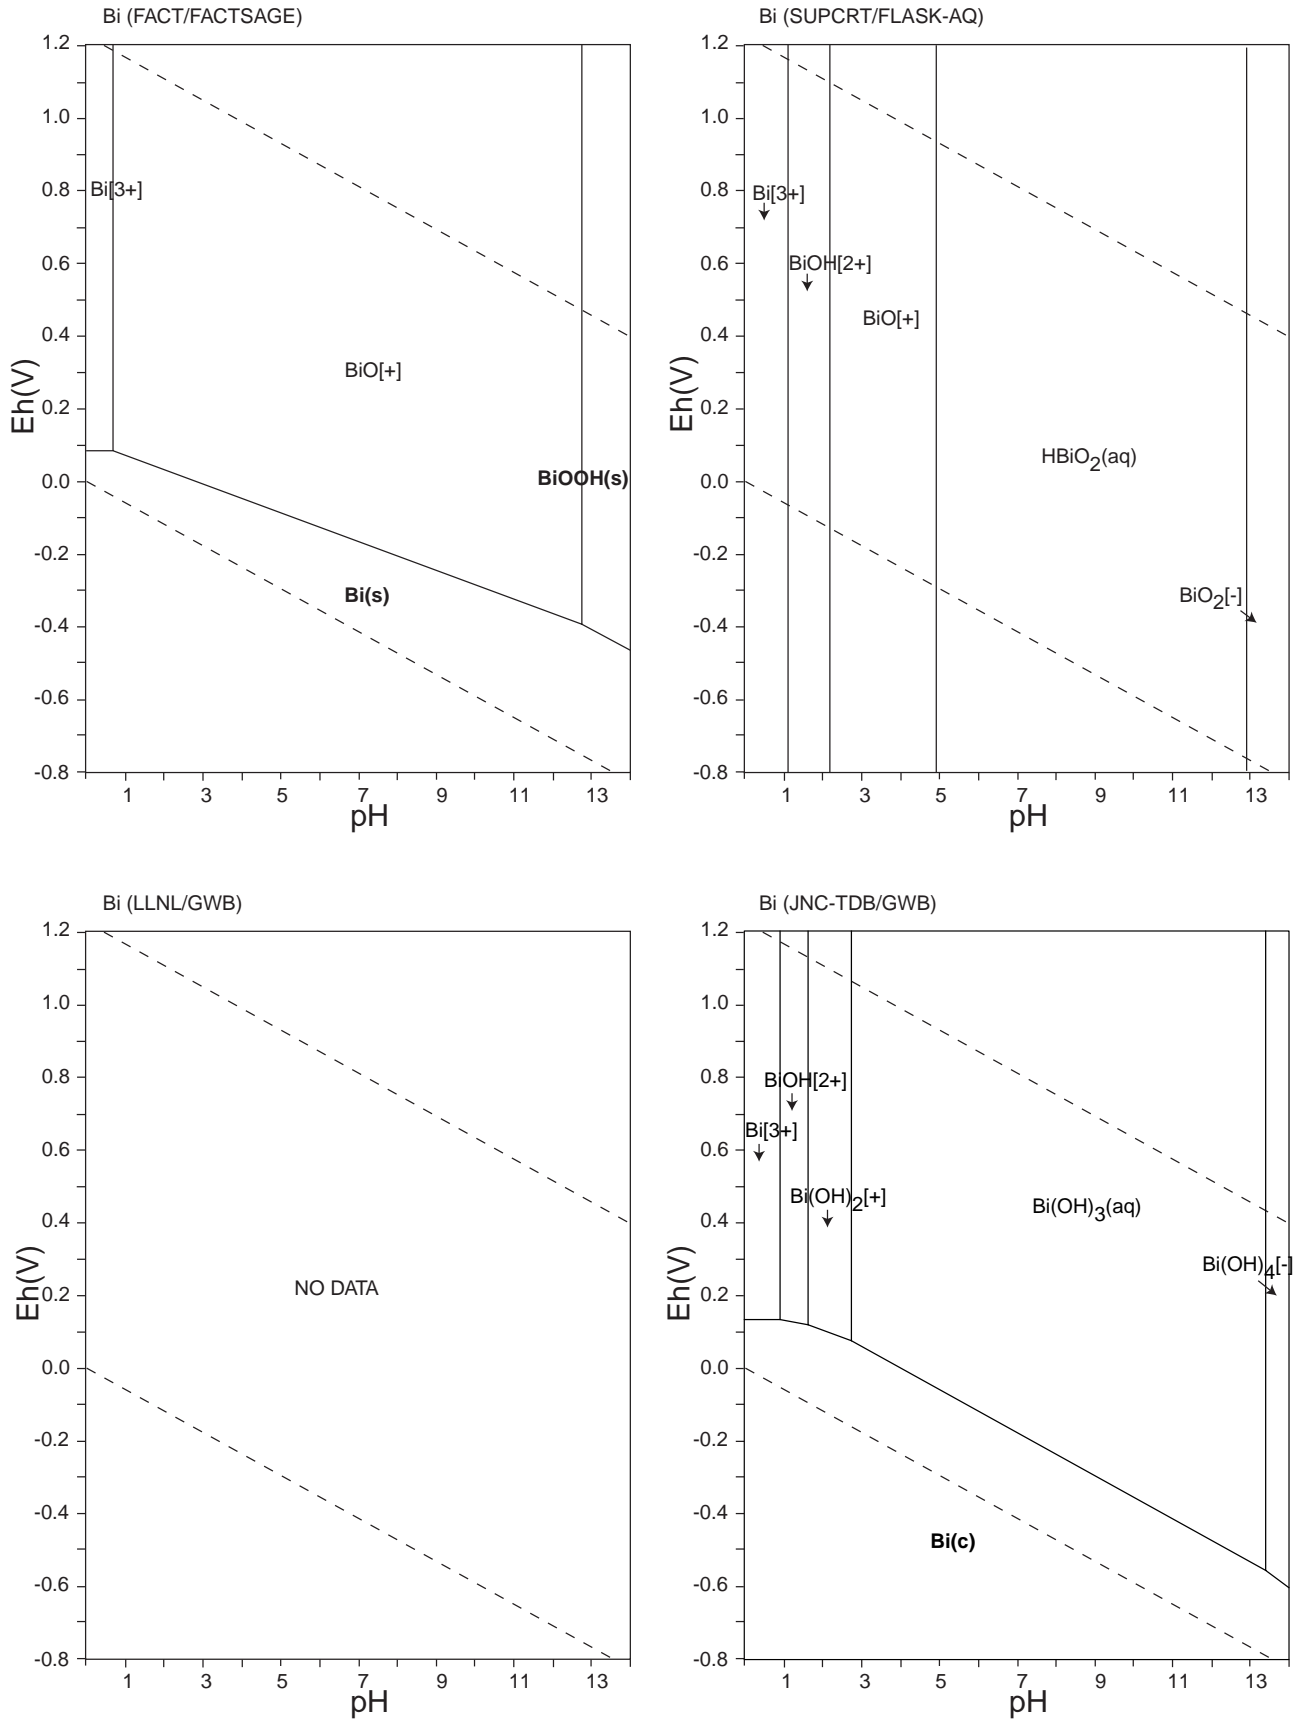 Bi (FACT/FACTSAGE)
1.2
1.0
0.8
0.6
0.4
0.2
0.0
-0.2
-0.4
-0.6
-0.8
Eh(V)
Bi[3+]
BiO[+]
BiOOH(s)
Bi(s)
1 3 5 7 9 11 13
pH
Bi (SUPCRT/FLASK-AQ)
1.2
1.0
0.8
0.6
0.4
0.2
0.0
-0.2
-0.4
-0.6
-0.8
Eh(V)
Bi[3+]
BiOH[2+]
BiO[+]
HBiO2(aq)
BiO2[-]
1 3 5 7 9 11 13
pH
Bi (LLNL/GWB)
1.2
1.0
0.8
0.6
0.4
0.2
0.0
-0.2
-0.4
-0.6
-0.8
Eh(V)
NO DATA
1 3 5 7 9 11 13
pH
Bi (JNC-TDB/GWB)
1.2
1.0
0.8
0.6
0.4
0.2
0.0
-0.2
-0.4
-0.6
-0.8
Eh(V)
BiOH[2+]
Bi[3+]
Bi(OH)2[+]
Bi(OH)3(aq)
Bi(OH)4[-]
Bi(c)
1 3 5 7 9 11 13
pH